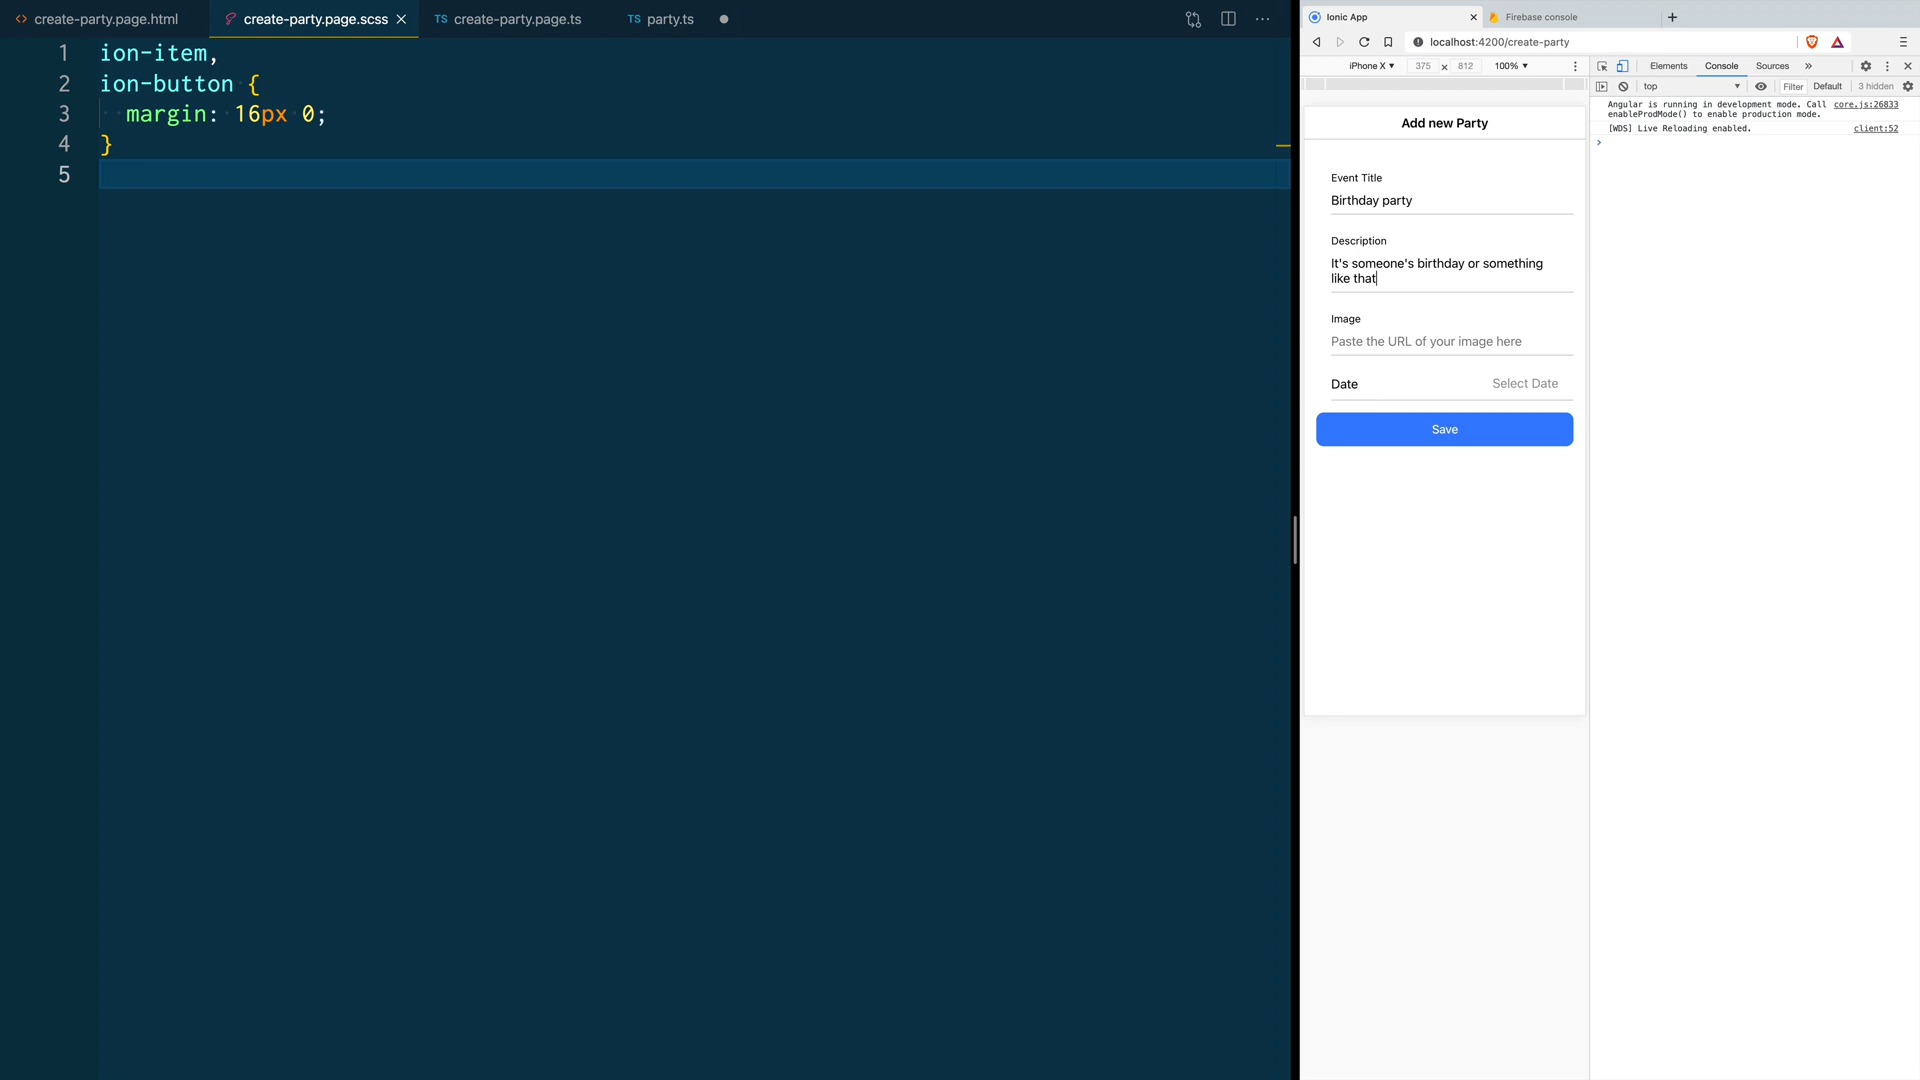 create-party.page.html
create-party.page.scss
TS create-party.page.ts
TS party.ts
1 ion-item,
2 ion-button {
3 margin: 16px 0;
4 }
5
Ionic App
Firebase console
localhost:4200/create-party
iPhone X ▾ 375 x 812 100% ▾
Elements Console Sources »
top ▾ Filter Default 3 hidden
Angular is running in development mode. Call core.js:26833
enableProdMode() to enable production mode.
[WDS] Live Reloading enabled. client:52
Add new Party
Event Title
Birthday party
Description
It's someone's birthday or something
like that
Image
Paste the URL of your image here
Date Select Date
Save